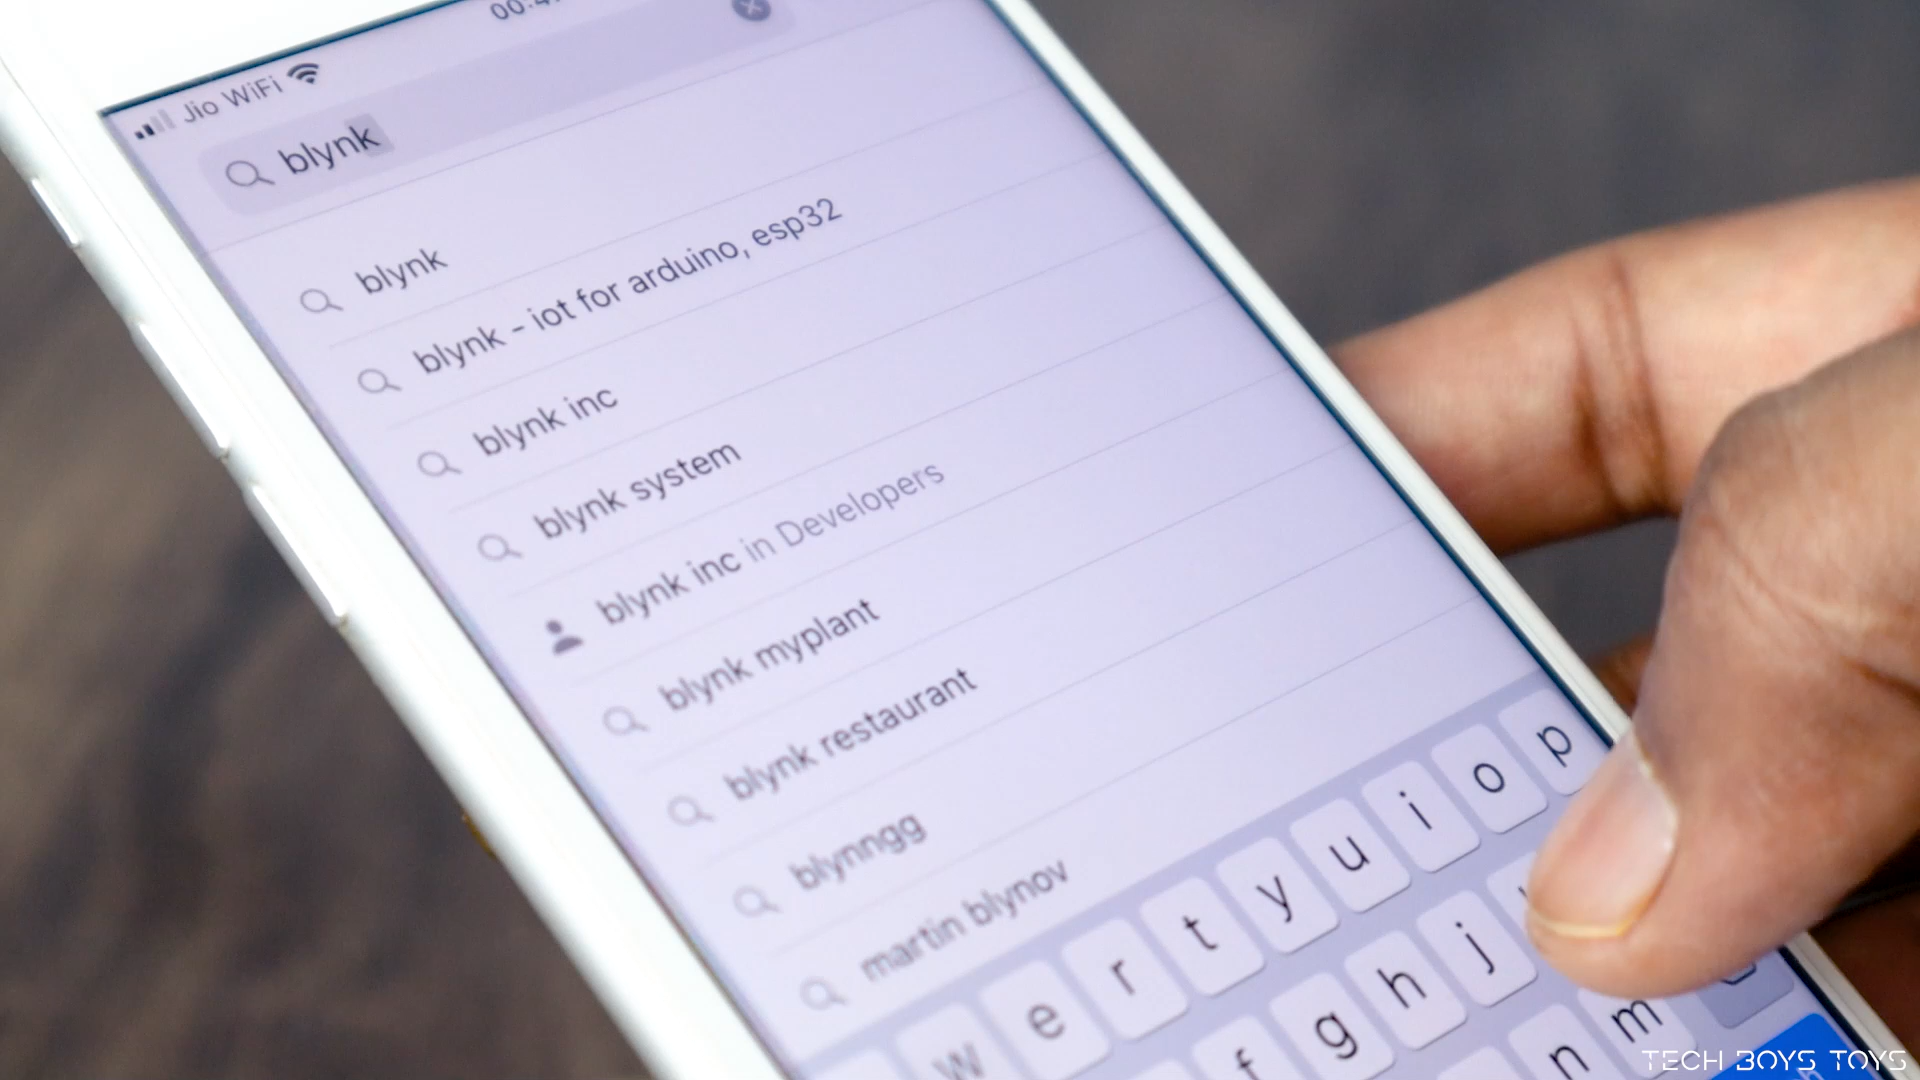 Jio WiFi
blynk
blynk
blynk - iot for arduino, esp32
blynk inc
blynk system
blynk inc in Developers
blynk myplant
blynk restaurant
blynngg
martin blynov
w e r t y u i o p
f g h j
n m
TECH BOYS TOYS